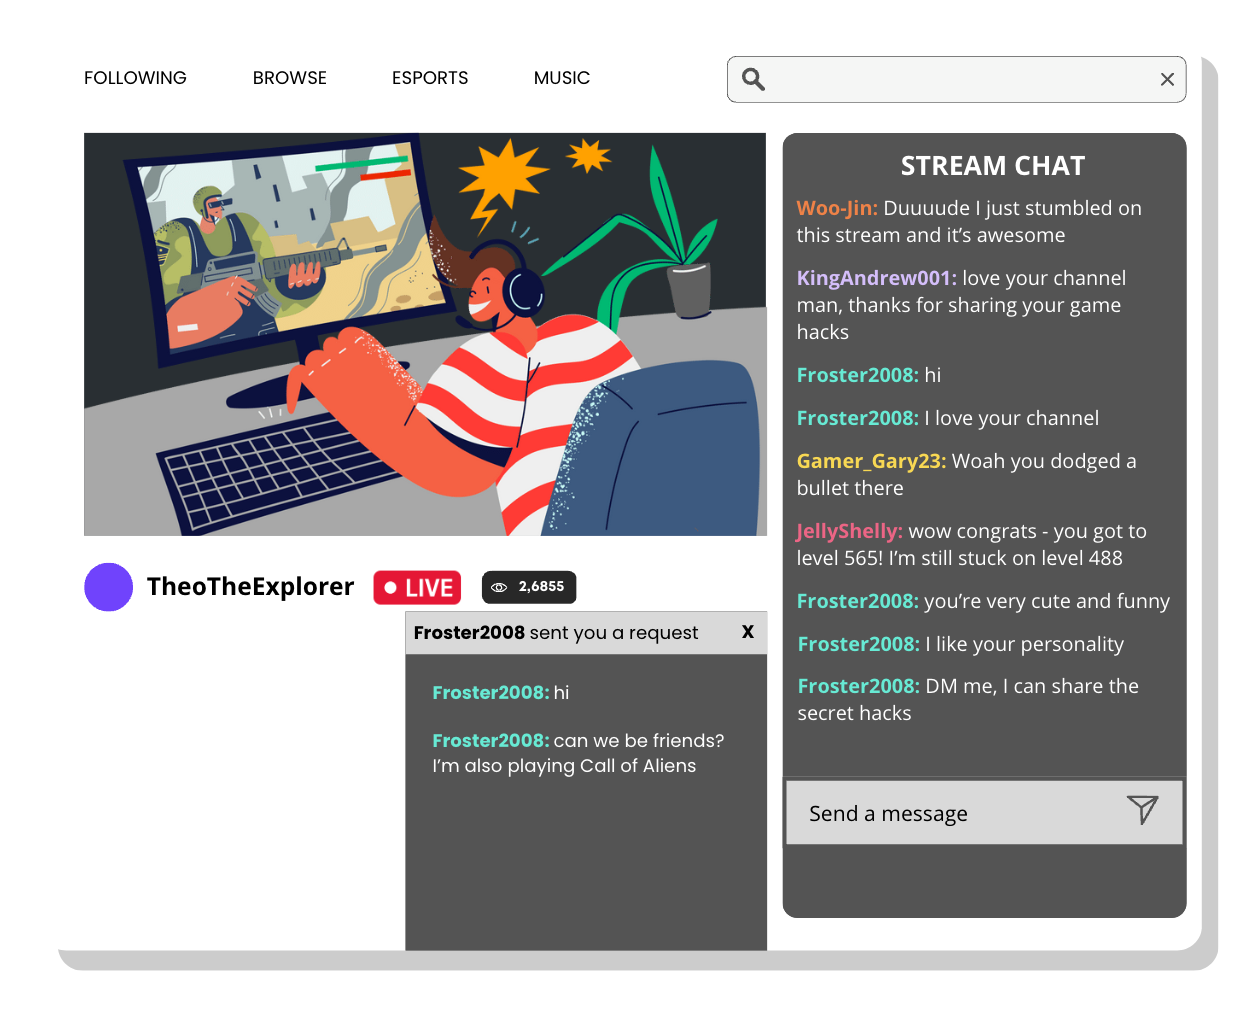 FOLLOWING BROWSE ESPORTS MUSIC
TheoTheExplorer LIVE 2,6855
Froster2008 sent you a request X
Froster2008: hi
Froster2008: can we be friends?
I'm also playing Call of Aliens
STREAM CHAT
Woo-Jin: Duuuude I just stumbled on
this stream and it's awesome
KingAndrew001: love your channel
man, thanks for sharing your game
hacks
Froster2008: hi
Froster2008: I love your channel
Gamer_Gary23: Woah you dodged a
bullet there
JellyShelly: wow congrats - you got to
level 565! I'm still stuck on level 488
Froster2008: you're very cute and funny
Froster2008: I like your personality
Froster2008: DM me, I can share the
secret hacks
Send a message